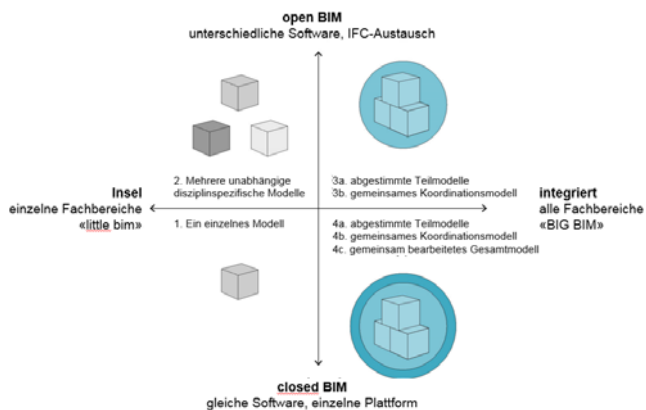 open BIM
unterschiedliche Software, IFC-Austausch
2. Mehrere unabhängige
disziplinspezifische Modelle
3a. abgestimmte Teilmodelle
3b. gemeinsames Koordinationsmodell
Insel
einzelne Fachbereiche
«little bim»
integriert
alle Fachbereiche
«BIG BIM»
1. Ein einzelnes Modell
4a. abgestimmte Teilmodelle
4b. gemeinsames Koordinationsmodell
4c. gemeinsam bearbeitetes Gesamtmodell
closed BIM
gleiche Software, einzelne Plattform